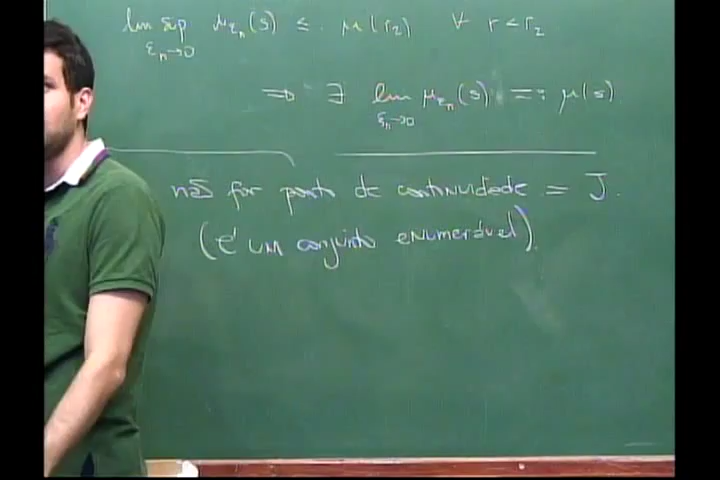 lim sup μ_{ε_n}(s) ≤ . μ(r_2) ∀ r < r_2
ε_n→0
⟹ ∃ lim μ_{ε_n}(s) =: μ(s)
ε_n→0
não for ponto de continuidade = J.
(é um conjunto enumerável).